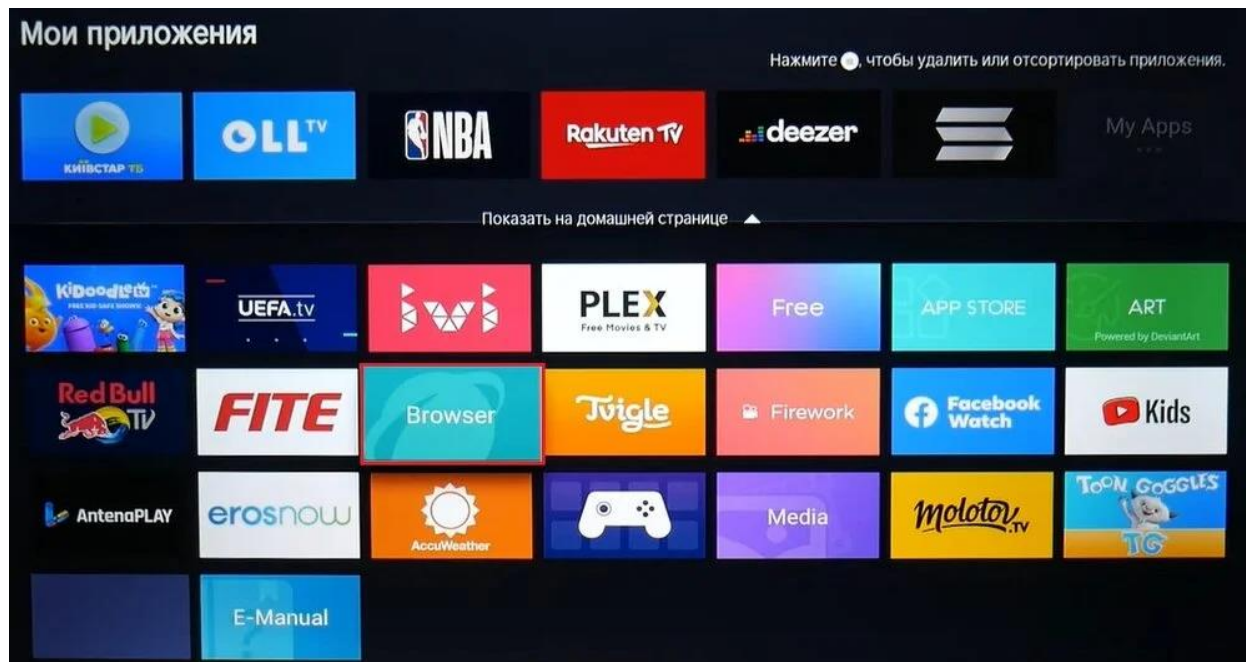 Мои приложения
Нажмите , чтобы удалить или отсортировать приложения.
КИЇВСТАР ТБ
OLL TV
NBA
Rakuten TV
deezer
My Apps
Показать на домашней странице
Kidoodle.tv
FREE KID SAFE SHOWS!
UEFA.tv
ivi
PLEX
Free Movies & TV
Free
APP STORE
ART
Powered by DeviantArt
Red Bull
TV
FITE
Browser
Tvigle
Firework
Facebook
Watch
Kids
AntenaPLAY
erosnow
AccuWeather
Media
molotov.tv
TOON GOGGLES
TG
E-Manual